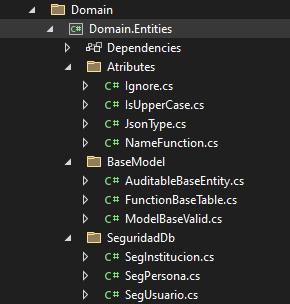 Domain
C# Domain.Entities
Dependencies
Atributes
C# Ignore.cs
C# IsUpperCase.cs
C# JsonType.cs
C# NameFunction.cs
BaseModel
C# AuditableBaseEntity.cs
C# FunctionBaseTable.cs
C# ModelBaseValid.cs
SeguridadDb
C# SegInstitucion.cs
C# SegPersona.cs
C# SegUsuario.cs